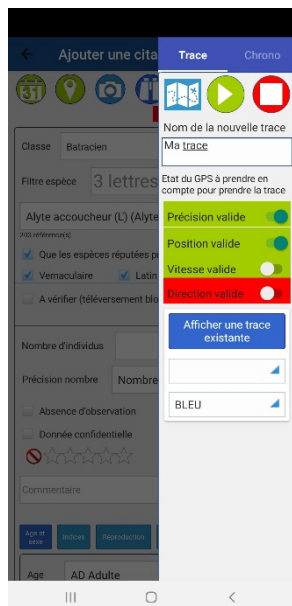 Ajouter une cita
Trace
Chrono
31
Nom de la nouvelle trace
Ma trace
Classe
Batracien
Filtre espèce
3 lettres
Etat du GPS à prendre en
compte pour prendre la trace
Alyte accoucheur (L') (Alyte
200 référence(s)
Précision valide
Que les espèces réputées p
Position valide
Vernaculaire
Latin
Vitesse valide
A vérifier (téléversement blo
Direction valide
Afficher une trace
existante
Nombre d'individus
Précision nombre
Nombre
BLEU
Absence d'observation
Donnée confidentielle
Commentaire
Age et
sexe
Indices
Reproduction
Age
AD Adulte